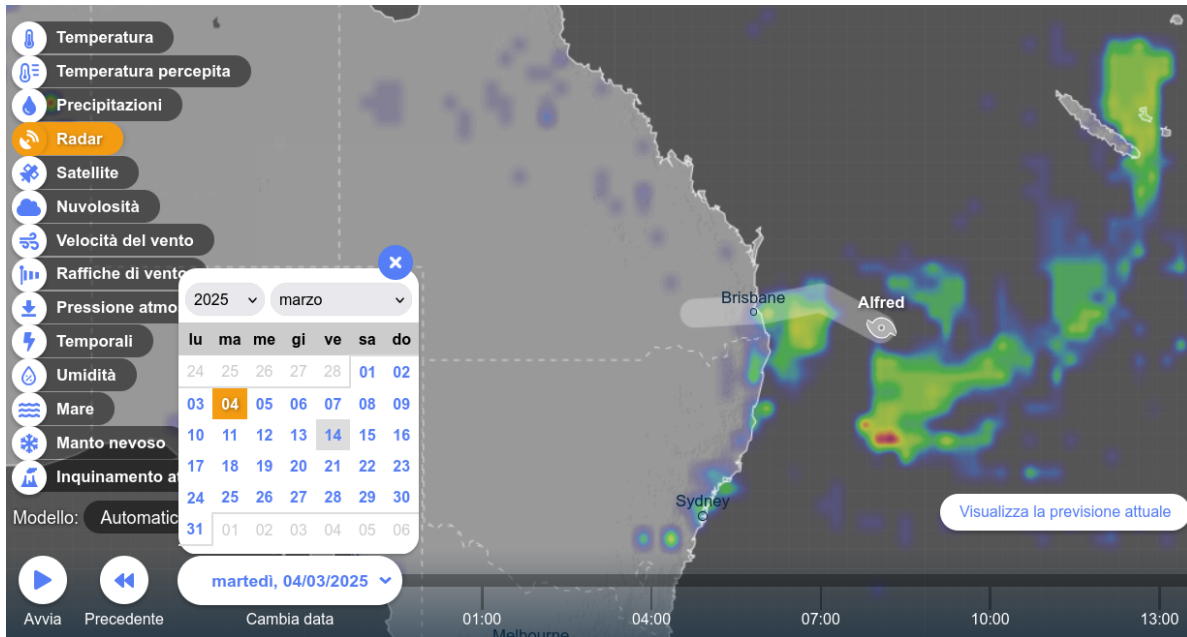 Temperatura
Temperatura percepita
Precipitazioni
Radar
Satellite
Nuvolosità
Velocità del vento
Raffiche di vento
Pressione atmo
Temporali
Umidità
Mare
Manto nevoso
Inquinamento at
Modello: Automatic
2025 marzo
lu ma me gi ve sa do
24 25 26 27 28 01 02
03 04 05 06 07 08 09
10 11 12 13 14 15 16
17 18 19 20 21 22 23
24 25 26 27 28 29 30
31 01 02 03 04 05 06
Brisbane
Alfred
Sydney
Visualizza la previsione attuale
martedì, 04/03/2025
Avvia Precedente Cambia data
01:00 04:00 07:00 10:00 13:00
Melbourne